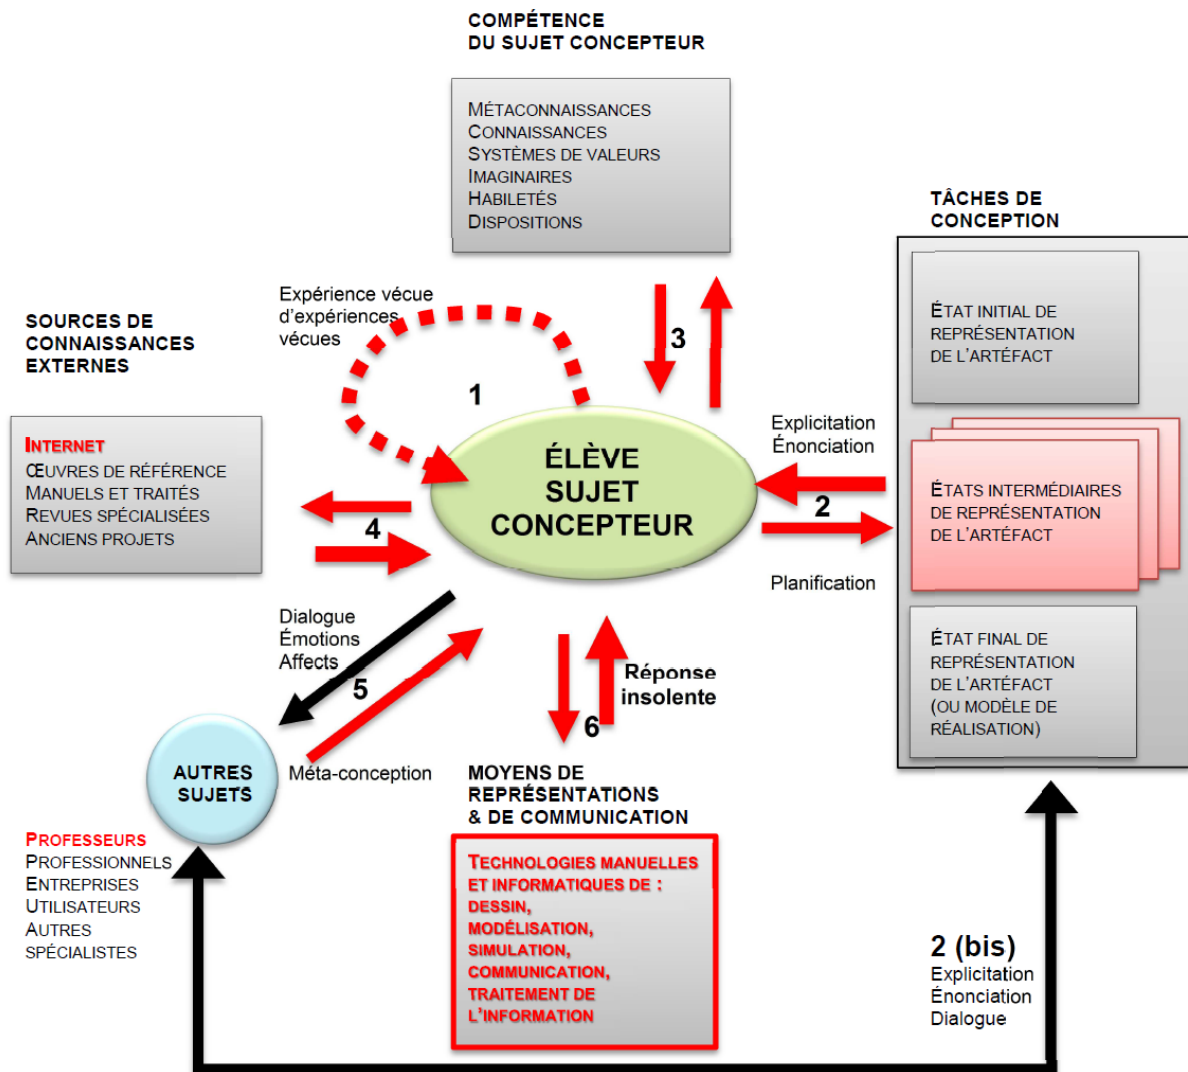 COMPÉTENCE
DU SUJET CONCEPTEUR
MÉTACONNAISSANCES
CONNAISSANCES
SYSTÈMES DE VALEURS
IMAGINAIRES
HABILETÉS
DISPOSITIONS
TÂCHES DE
CONCEPTION
ÉTAT INITIAL DE
REPRÉSENTATION
DE L'ARTÉFACT
ÉTATS INTERMÉDIAIRES
DE REPRÉSENTATION
DE L'ARTÉFACT
ÉTAT FINAL DE
REPRÉSENTATION
DE L'ARTÉFACT
(OU MODÈLE DE
RÉALISATION)
Expérience vécue
d'expériences
vécues
1
3
SOURCES DE
CONNAISSANCES
EXTERNES
INTERNET
ŒUVRES DE RÉFÉRENCE
MANUELS ET TRAITÉS
REVUES SPÉCIALISÉES
ANCIENS PROJETS
4
ÉLÈVE
SUJET
CONCEPTEUR
Explicitation
Énonciation
2
Planification
Dialogue
Émotions
Affects
5
Méta-conception
Réponse
insolente
6
AUTRES
SUJETS
PROFESSEURS
PROFESSIONNELS
ENTREPRISES
UTILISATEURS
AUTRES
SPÉCIALISTES
MOYENS DE
REPRÉSENTATIONS
& DE COMMUNICATION
TECHNOLOGIES MANUELLES
ET INFORMATIQUES DE :
DESSIN,
MODÉLISATION,
SIMULATION,
COMMUNICATION,
TRAITEMENT DE
L'INFORMATION
2 (bis)
Explicitation
Énonciation
Dialogue